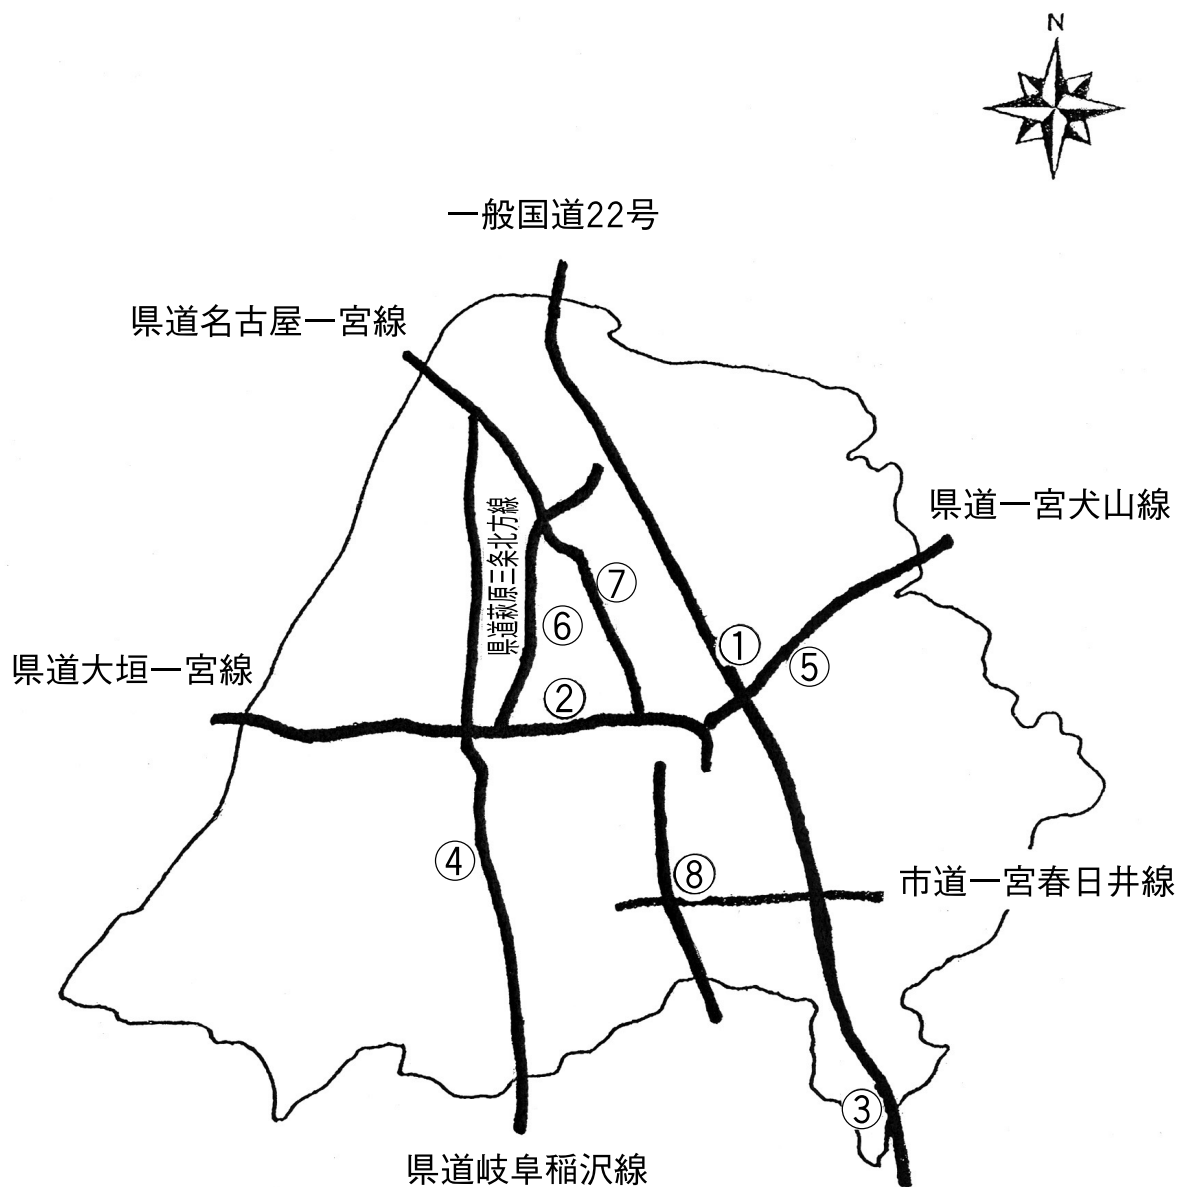 N
一般国道22号
県道名古屋一宮線
県道一宮犬山線
県道萩原三条北方線
⑦
⑥
①
⑤
県道大垣一宮線
②
④
⑧
市道一宮春日井線
③
県道岐阜稲沢線